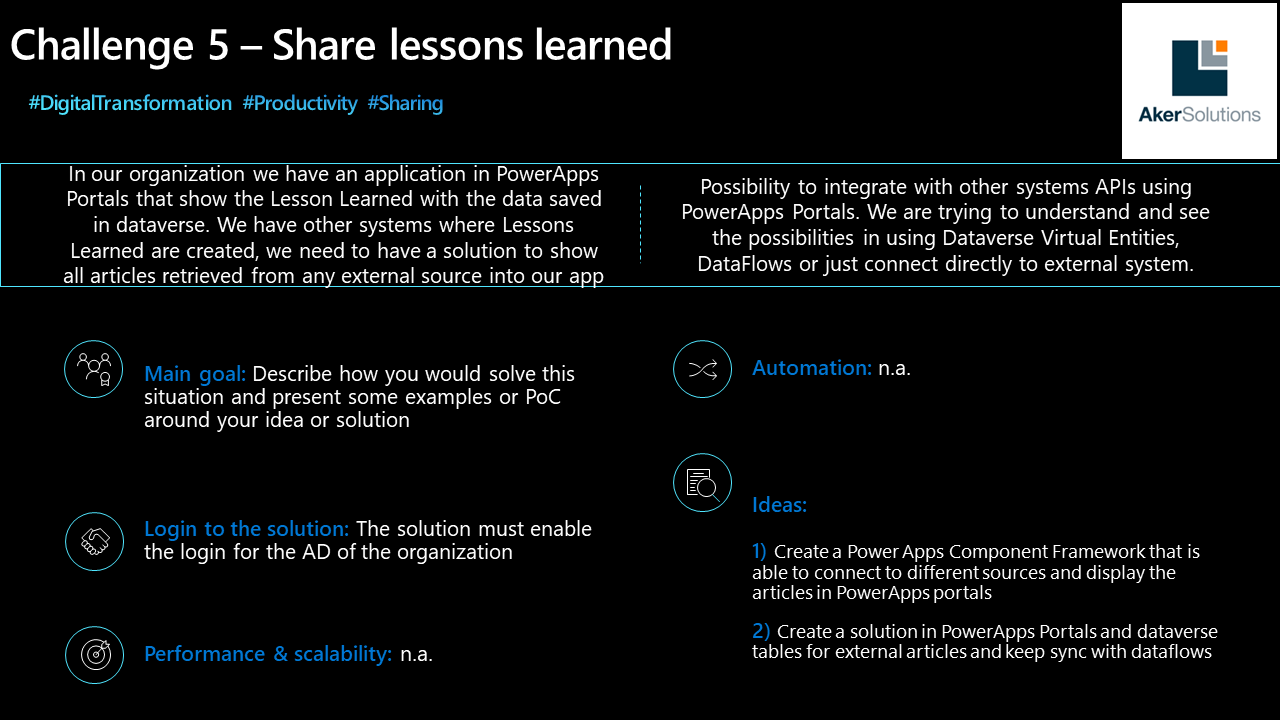 Challenge 5 – Share lessons learned
#DigitalTransformation #Productivity #Sharing
AkerSolutions
In our organization we have an application in PowerApps
Portals that show the Lesson Learned with the data saved
in dataverse. We have other systems where Lessons
Learned are created, we need to have a solution to show
all articles retrieved from any external source into our app
Possibility to integrate with other systems APIs using
PowerApps Portals. We are trying to understand and see
the possibilities in using Dataverse Virtual Entities,
DataFlows or just connect directly to external system.
Main goal: Describe how you would solve this
situation and present some examples or PoC
around your idea or solution
Login to the solution: The solution must enable
the login for the AD of the organization
Performance & scalability: n.a.
Automation: n.a.
Ideas:
1) Create a Power Apps Component Framework that is
able to connect to different sources and display the
articles in PowerApps portals
2) Create a solution in PowerApps Portals and dataverse
tables for external articles and keep sync with dataflows